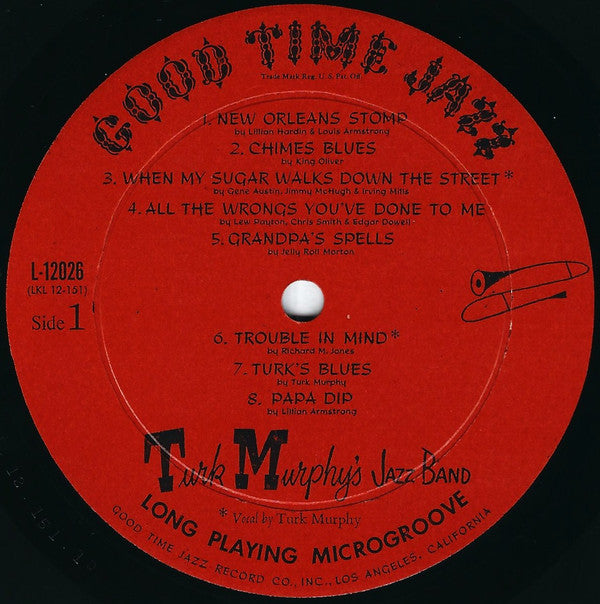 GOOD TIME JAZZ
Trade Mark Reg. U. S. Pat. Off.
1. NEW ORLEANS STOMP
by Lillian Hardin & Louis Armstrong
2. CHIMES BLUES
by King Oliver
3. WHEN MY SUGAR WALKS DOWN THE STREET*
by Gene Austin, Jimmy McHugh & Irving Mills
4. ALL THE WRONGS YOU'VE DONE TO ME
by Lew Payton, Chris Smith & Edgar Dowell
5. GRANDPA'S SPELLS
by Jelly Roll Morton
L-12026
(LKL 12-151)
Side 1
6. TROUBLE IN MIND*
by Richard M. Jones
7. TURK'S BLUES
by Turk Murphy
8. PAPA DIP
by Lillian Armstrong
Turk Murphy's JAZZ BAND
* Vocal by Turk Murphy
LONG PLAYING MICROGROOVE
GOOD TIME JAZZ RECORD CO., INC., LOS ANGELES, CALIFORNIA